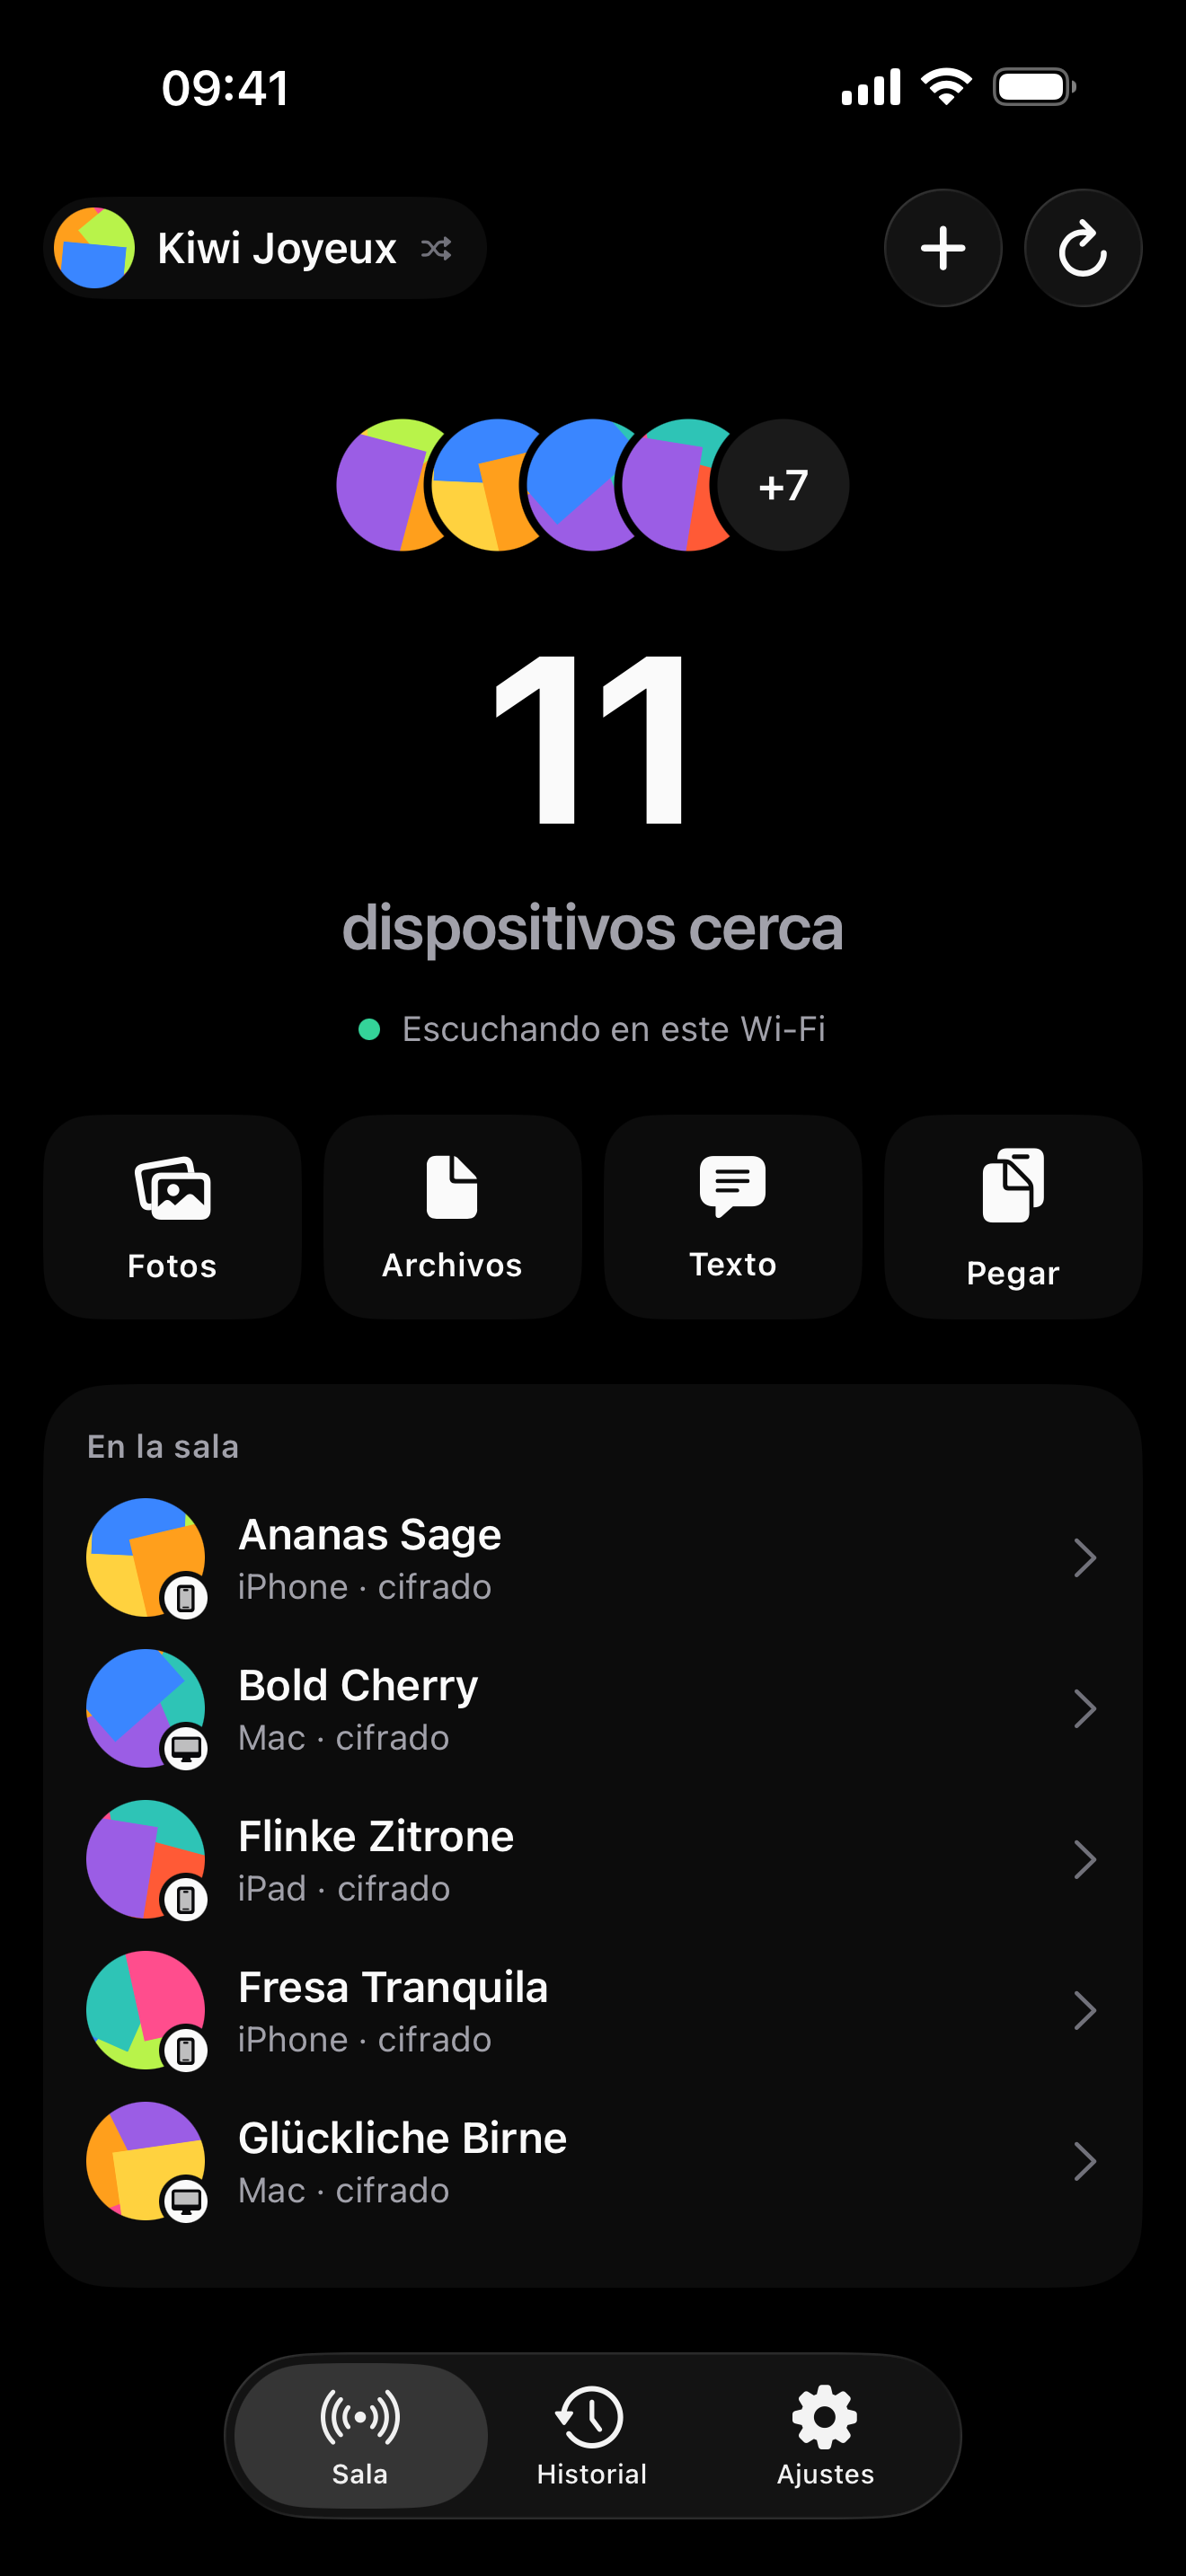 09:41
Kiwi Joyeux
+7
11
dispositivos cerca
Escuchando en este Wi-Fi
Fotos
Archivos
Texto
Pegar
En la sala
Ananas Sage
iPhone · cifrado
Bold Cherry
Mac · cifrado
Flinke Zitrone
iPad · cifrado
Fresa Tranquila
iPhone · cifrado
Glückliche Birne
Mac · cifrado
Sala
Historial
Ajustes